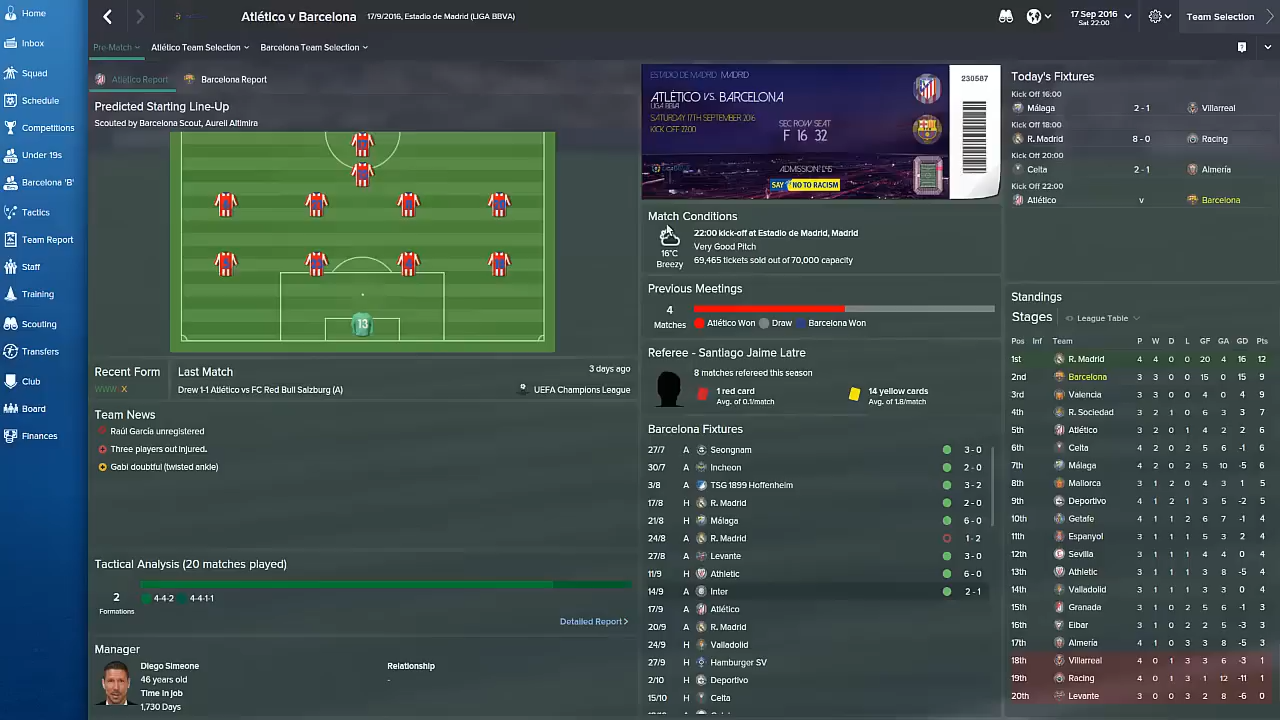 Home
Inbox
Squad
Schedule
Competitions
Under 19s
Barcelona 'B'
Tactics
Team Report
Staff
Training
Scouting
Transfers
Club
Board
Finances
Atlético v Barcelona
17/9/2016, Estadio de Madrid (LIGA BBVA)
17 Sep 2016
Sat 22:00
Team Selection
Pre-Match
Atlético Team Selection
Barcelona Team Selection
Atlético Report
Barcelona Report
Predicted Starting Line-Up
Scouted by Barcelona Scout, Aureli Altimira
13
Recent Form
WWW-X
Last Match
3 days ago
Drew 1-1 Atlético vs FC Red Bull Salzburg (A)
UEFA Champions League
Team News
Raúl García unregistered
Three players out injured.
Gabi doubtful (twisted ankle)
Tactical Analysis (20 matches played)
2
Formations
4-4-2
4-4-1-1
Detailed Report>
Manager
Diego Simeone
46 years old
Time in job
1,730 Days
Relationship
-
ESTADIO DE MADRID MADRID
ATLÉTICO VS. BARCELONA
LIGA BBVA
SATURDAY 17TH SEPTEMBER 2016
KICK OFF 22:00
SEC ROW SEAT
F 16 32
SAY NO TO RACISM
230587
Match Conditions
16°C
Breezy
22:00 kick-off at Estadio de Madrid, Madrid
Very Good Pitch
69,465 tickets sold out of 70,000 capacity
Previous Meetings
4
Matches
Atlético Won
Draw
Barcelona Won
Referee - Santiago Jaime Latre
8 matches refereed this season
1 red card
Avg. of 0.1/match
14 yellow cards
Avg. of 1.8/match
Barcelona Fixtures
27/7 A Seongnam 3 - 0
30/7 A Incheon 2 - 0
3/8 A TSG 1899 Hoffenheim 3 - 2
17/8 H R. Madrid 2 - 0
21/8 H Málaga 6 - 0
24/8 A R. Madrid 1 - 2
27/8 A Levante 3 - 0
11/9 H Athletic 6 - 0
14/9 A Inter 2 - 1
17/9 A Atlético
20/9 A R. Madrid
24/9 H Valladolid
27/9 H Hamburger SV
2/10 H Deportivo
15/10 H Celta
Today's Fixtures
Kick Off 16:00
Málaga 2 - 1 Villarreal
Kick Off 18:00
R. Madrid 8 - 0 Racing
Kick Off 20:00
Celta 2 - 1 Almería
Kick Off 22:00
Atlético v Barcelona
Standings
Stages
League Table
Pos Inf Team P W D L GF GA GD Pts
1st R. Madrid 4 4 0 0 20 4 16 12
2nd Barcelona 3 3 0 0 15 0 15 9
3rd Valencia 3 3 0 0 4 0 4 9
4th R. Sociedad 3 2 1 0 6 3 3 7
5th Atlético 3 2 0 1 4 2 2 6
6th Celta 4 2 0 2 5 6 -1 6
7th Málaga 4 2 0 2 5 10 -5 6
8th Mallorca 3 1 2 0 4 3 1 5
9th Deportivo 4 1 2 1 3 5 -2 5
10th Getafe 4 1 1 2 6 7 -1 4
11th Espanyol 3 1 1 1 5 3 2 4
12th Sevilla 3 1 1 1 4 4 0 4
13th Athletic 3 1 1 1 3 8 -5 4
14th Valladolid 4 1 0 3 3 3 0 4
15th Granada 3 1 0 2 5 6 -1 3
16th Eibar 3 1 0 2 2 5 -3 3
17th Almería 4 1 0 3 3 8 -5 3
18th Villarreal 4 0 1 3 3 6 -3 1
19th Racing 4 0 1 3 1 12 -11 1
20th Levante 3 0 0 3 2 8 -6 0